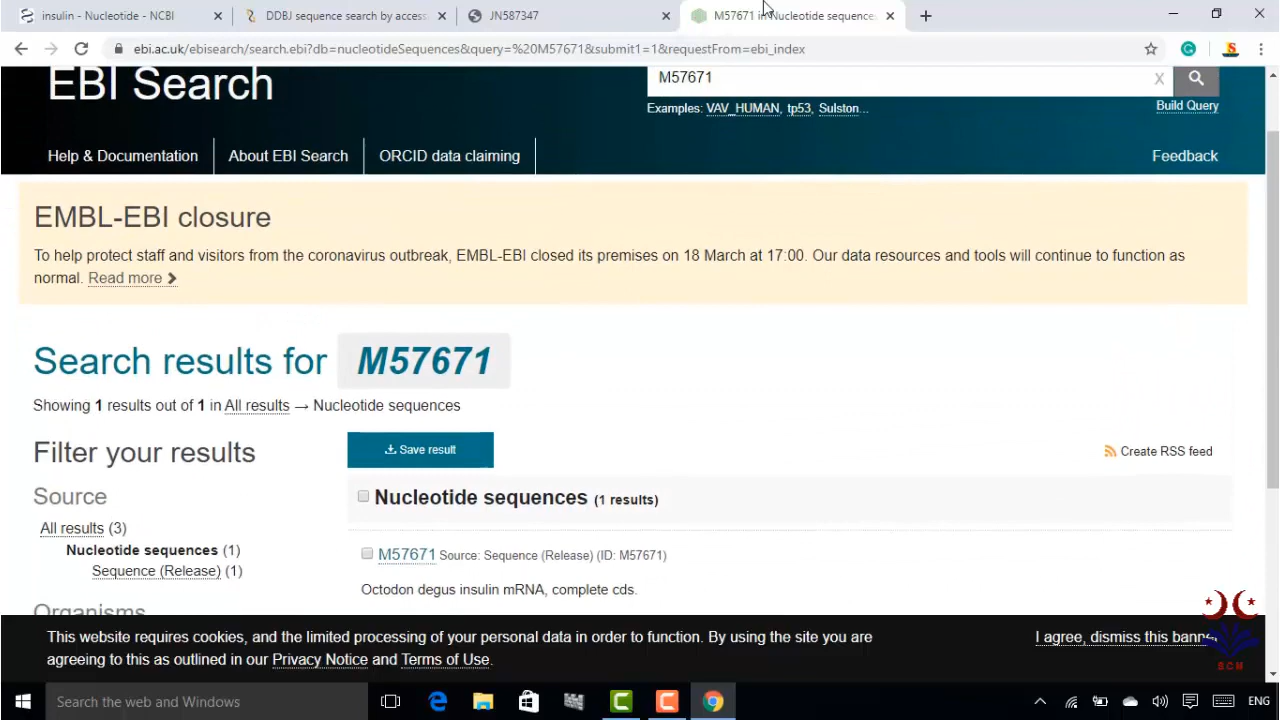 insulin - Nucleotide - NCBI
DDBJ sequence search by access
JN587347
M57671 in Nucleotide sequence
ebi.ac.uk/ebisearch/search.ebi?db=nucleotideSequences&query=%20M57671&submit1=1&requestFrom=ebi_index
EBI Search
M57671 X
Examples: VAV_HUMAN, tp53, Sulston...
Build Query
Help & Documentation
About EBI Search
ORCID data claiming
Feedback
EMBL-EBI closure
To help protect staff and visitors from the coronavirus outbreak, EMBL-EBI closed its premises on 18 March at 17:00. Our data resources and tools will continue to function as
normal. Read more
Search results for M57671
Showing 1 results out of 1 in All results → Nucleotide sequences
Filter your results
Save result
Create RSS feed
Source
Nucleotide sequences (1 results)
All results (3)
Nucleotide sequences (1)
Sequence (Release) (1)
M57671 Source: Sequence (Release) (ID: M57671)
Octodon degus insulin mRNA, complete cds.
Organisms
This website requires cookies, and the limited processing of your personal data in order to function. By using the site you are
agreeing to this as outlined in our Privacy Notice and Terms of Use.
I agree, dismiss this banner
SCM
Search the web and Windows
ENG